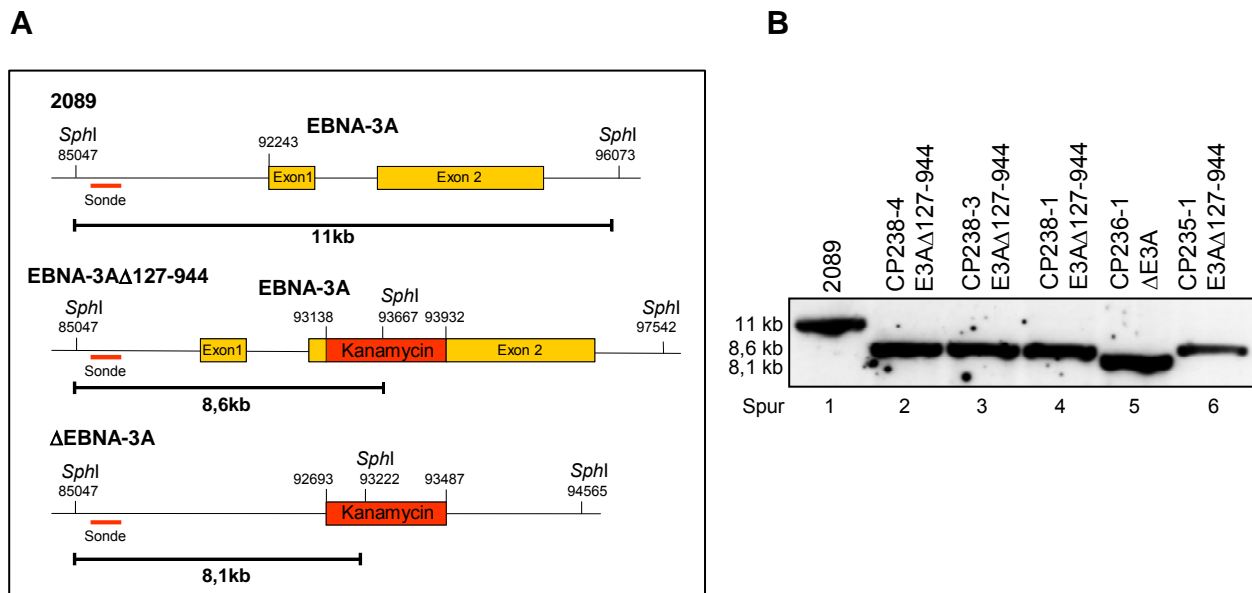 A
B
2089
SphI
85047
92243
EBNA-3A
SphI
96073
Exon1
Exon 2
Sonde
11kb
EBNA-3AΔ127-944
SphI
85047
EBNA-3A
93138
SphI
93667
93932
SphI
97542
Exon1
Kanamycin
Exon 2
Sonde
8,6kb
ΔEBNA-3A
SphI
85047
92693
SphI
93222
93487
SphI
94565
Kanamycin
Sonde
8,1kb
2089
CP238-4
E3AΔ127-944
CP238-3
E3AΔ127-944
CP238-1
E3AΔ127-944
CP236-1
ΔE3A
CP235-1
E3AΔ127-944
11 kb
8,6 kb
8,1 kb
Spur 1 2 3 4 5 6